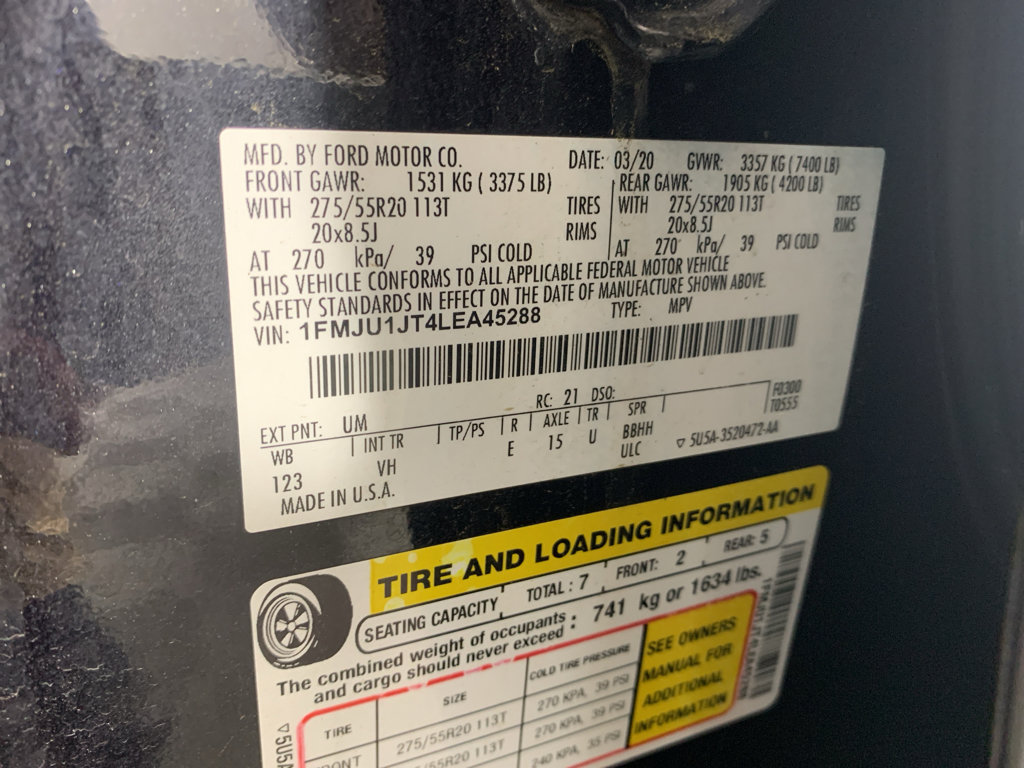 MFD. BY FORD MOTOR CO. DATE: 03/20 GVWR: 3357 KG ( 7400 LB)
FRONT GAWR: 1531 KG ( 3375 LB) REAR GAWR: 1905 KG ( 4200 LB)
WITH 275/55R20 113T TIRES WITH 275/55R20 113T TIRES
20x8.5J RIMS 20x8.5J RIMS
AT 270 kPa/ 39 PSI COLD AT 270 kPa/ 39 PSI COLD
THIS VEHICLE CONFORMS TO ALL APPLICABLE FEDERAL MOTOR VEHICLE
SAFETY STANDARDS IN EFFECT ON THE DATE OF MANUFACTURE SHOWN ABOVE.
VIN: 1FMJU1JT4LEA45288 TYPE: MPV
RC: 21 DSO: F0300
EXT PNT: UM T0555
WB INT TR TP/PS R AXLE TR SPR
123 VH E 15 U BBHH
ULC ▽ 5U5A-3520472-AA
MADE IN U.S.A.
TIRE AND LOADING INFORMATION
SEATING CAPACITY TOTAL : 7 FRONT: 2 REAR: 5
The combined weight of occupants : 741 kg or 1634 lbs.
and cargo should never exceed
TIRE SIZE COLD TIRE PRESSURE
275/55R20 113T 270 KPA, 39 PSI
270 KPA, 39 PSI
240 KPA, 35 PSI
SEE OWNERS
MANUAL FOR
ADDITIONAL
INFORMATION